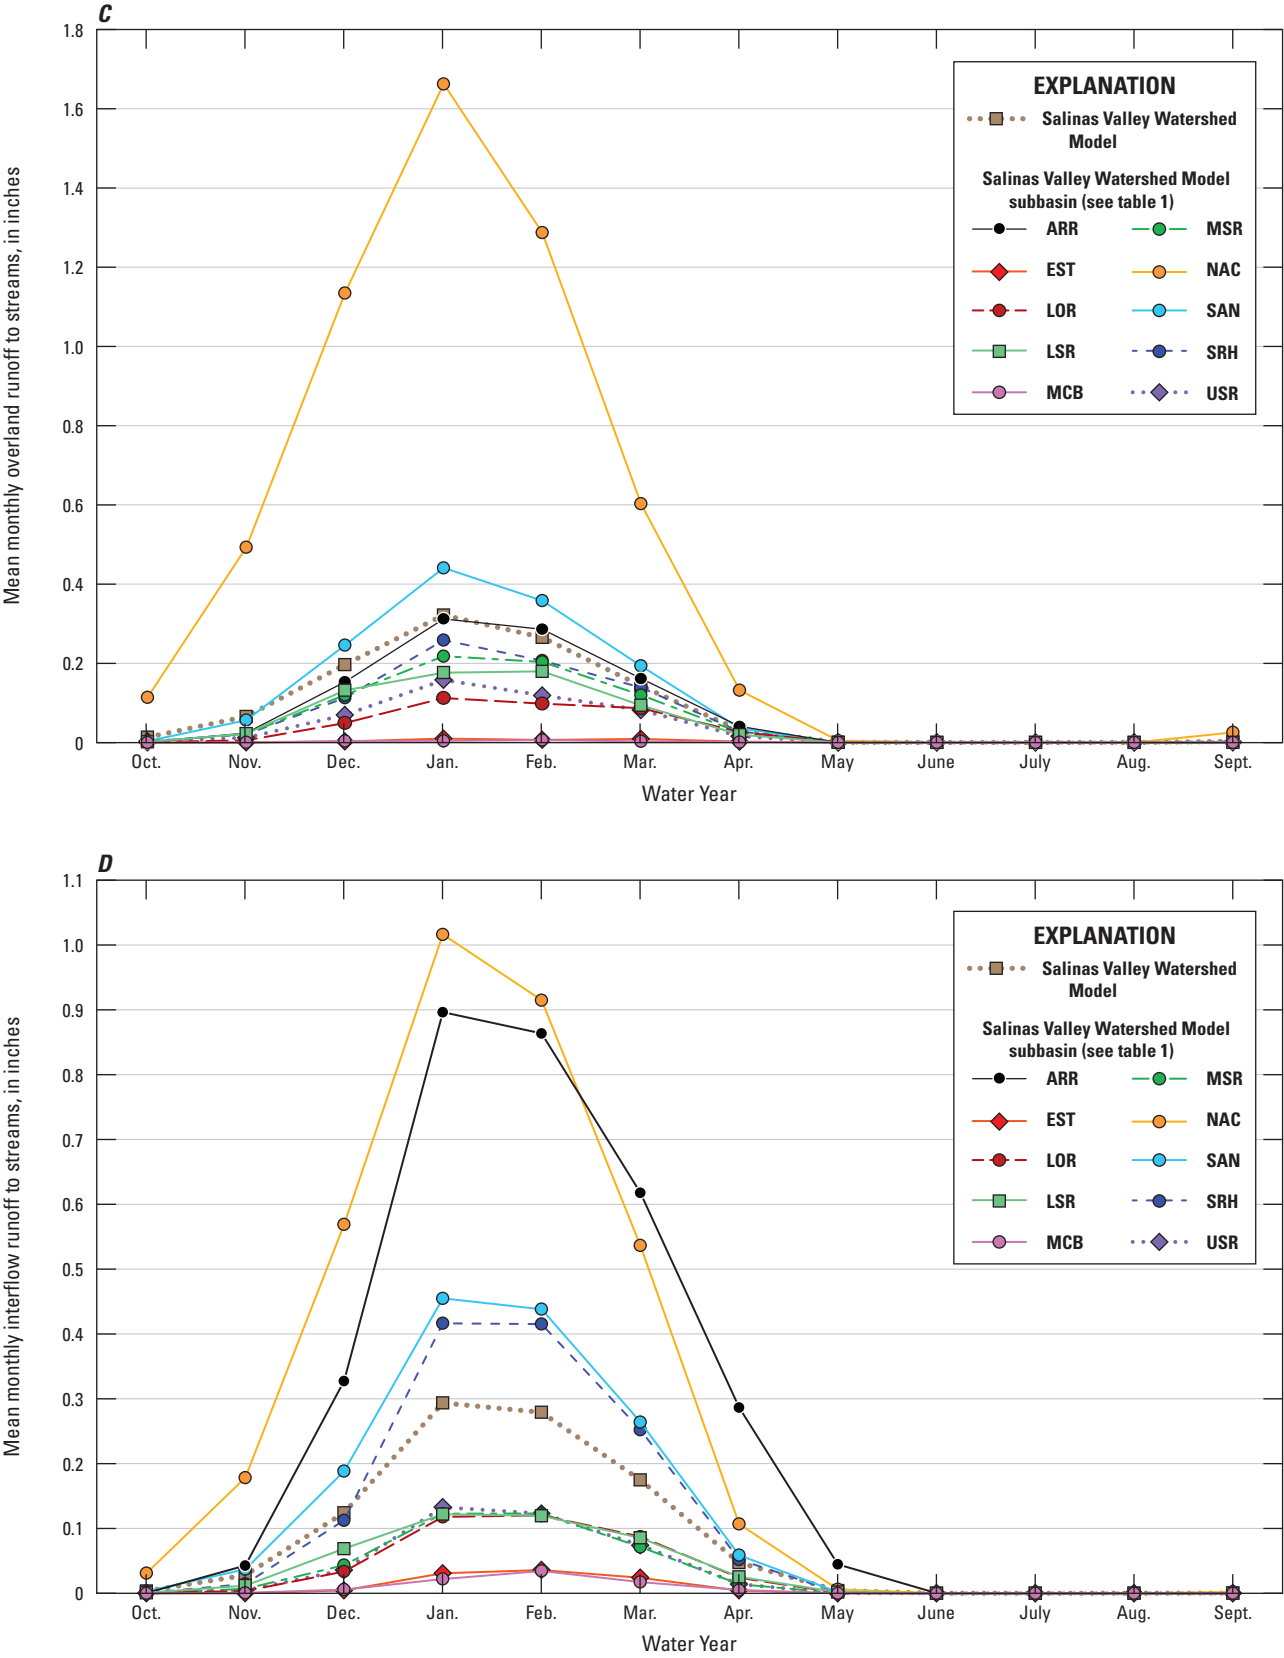 C
Mean monthly overland runoff to streams, in inches
1.8
1.6
1.4
1.2
1.0
0.8
0.6
0.4
0.2
0
Oct. Nov. Dec. Jan. Feb. Mar. Apr. May June July Aug. Sept.
Water Year
EXPLANATION
Salinas Valley Watershed
Model
Salinas Valley Watershed Model
subbasin (see table 1)
ARR MSR
EST NAC
LOR SAN
LSR SRH
MCB USR
D
Mean monthly interflow runoff to streams, in inches
1.1
1.0
0.9
0.8
0.7
0.6
0.5
0.4
0.3
0.2
0.1
0
Oct. Nov. Dec. Jan. Feb. Mar. Apr. May June July Aug. Sept.
Water Year
EXPLANATION
Salinas Valley Watershed
Model
Salinas Valley Watershed Model
subbasin (see table 1)
ARR MSR
EST NAC
LOR SAN
LSR SRH
MCB USR